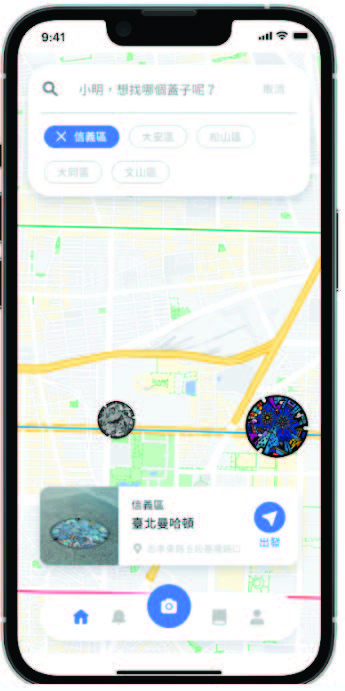 9:41
小明，想找哪個蓋子呢？ 取消
信義區 大安區 松山區
大同區 文山區
信義區
臺北曼哈頓
出發